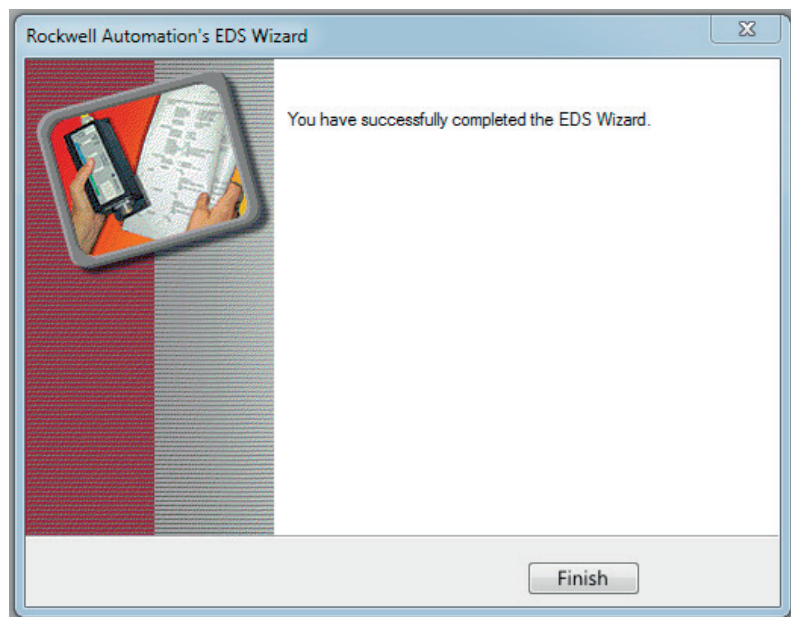 Rockwell Automation's EDS Wizard
You have successfully completed the EDS Wizard.
Finish